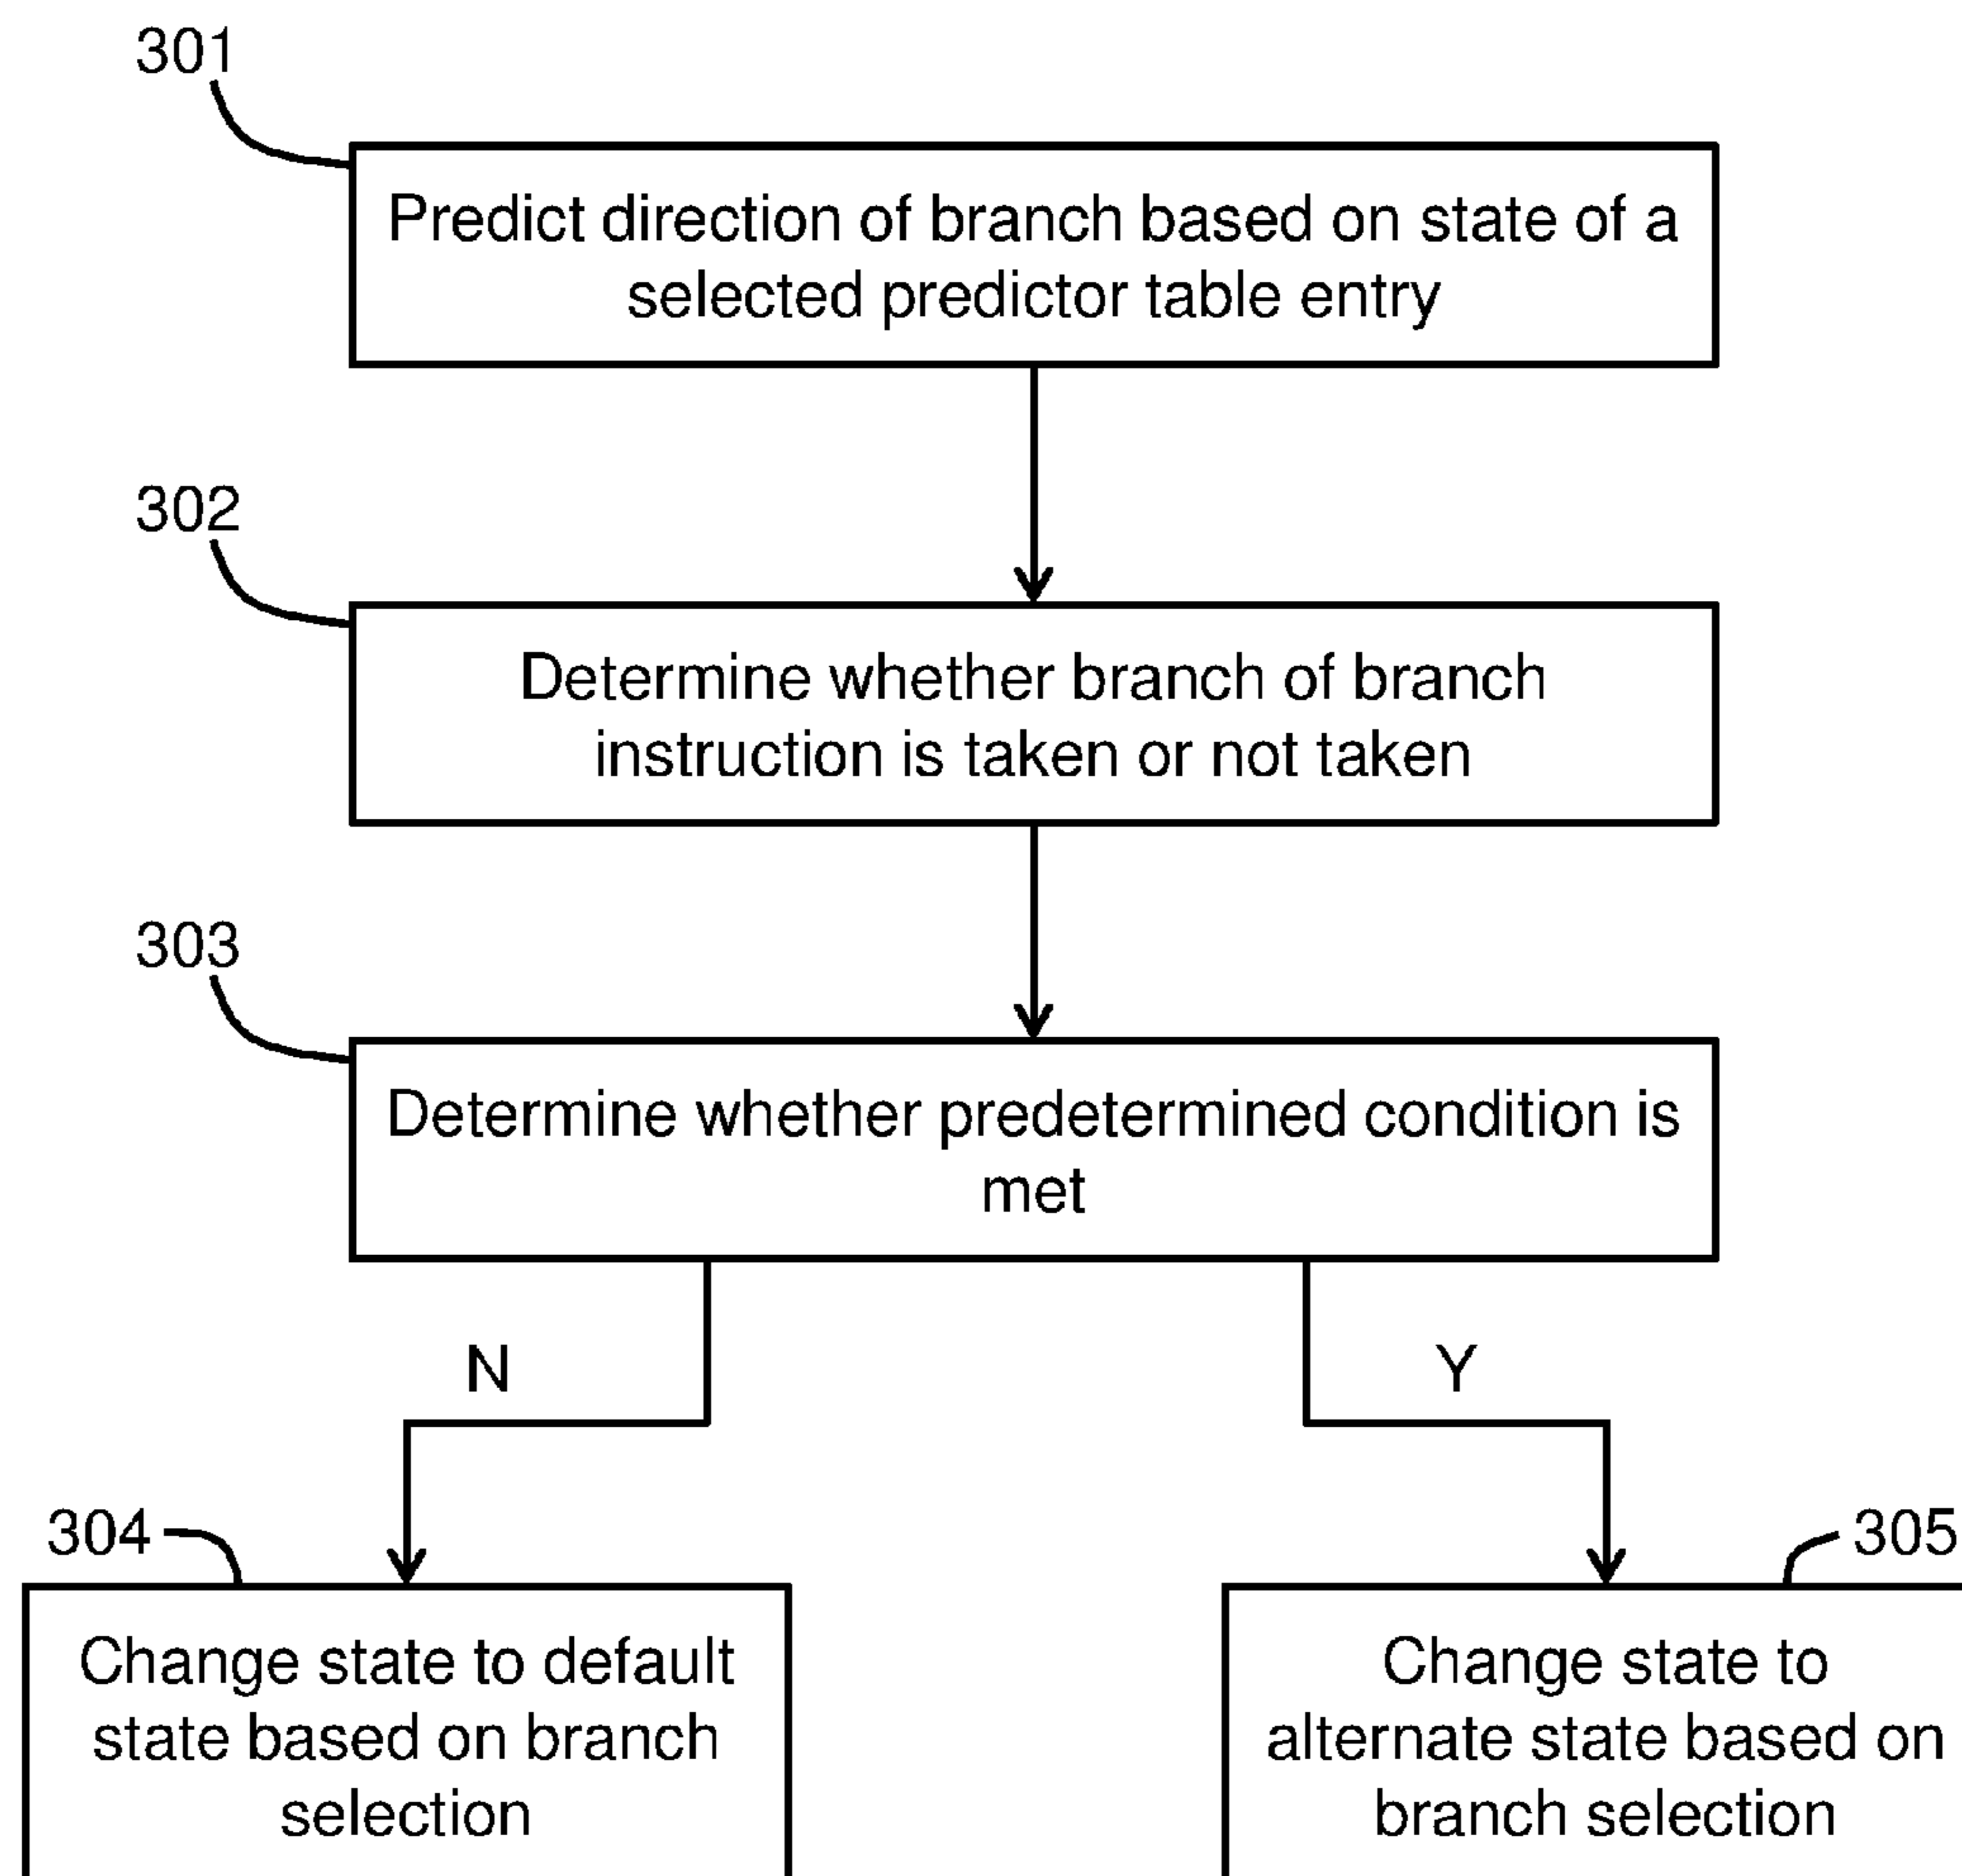 301
Predict direction of branch based on state of a
selected predictor table entry
302
Determine whether branch of branch
instruction is taken or not taken
303
Determine whether predetermined condition is
met
N
Y
304
305
Change state to default
state based on branch
selection
Change state to
alternate state based on
branch selection